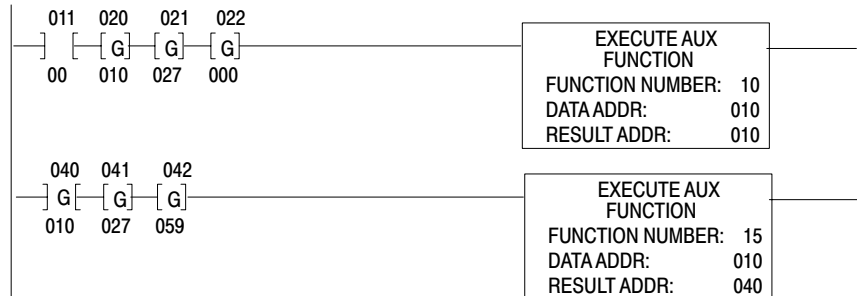 011 020 021 022
G G G
00 010 027 000
EXECUTE AUX
FUNCTION
FUNCTION NUMBER: 10
DATA ADDR: 010
RESULT ADDR: 010
040 041 042
G G G
010 027 059
EXECUTE AUX
FUNCTION
FUNCTION NUMBER: 15
DATA ADDR: 010
RESULT ADDR: 040